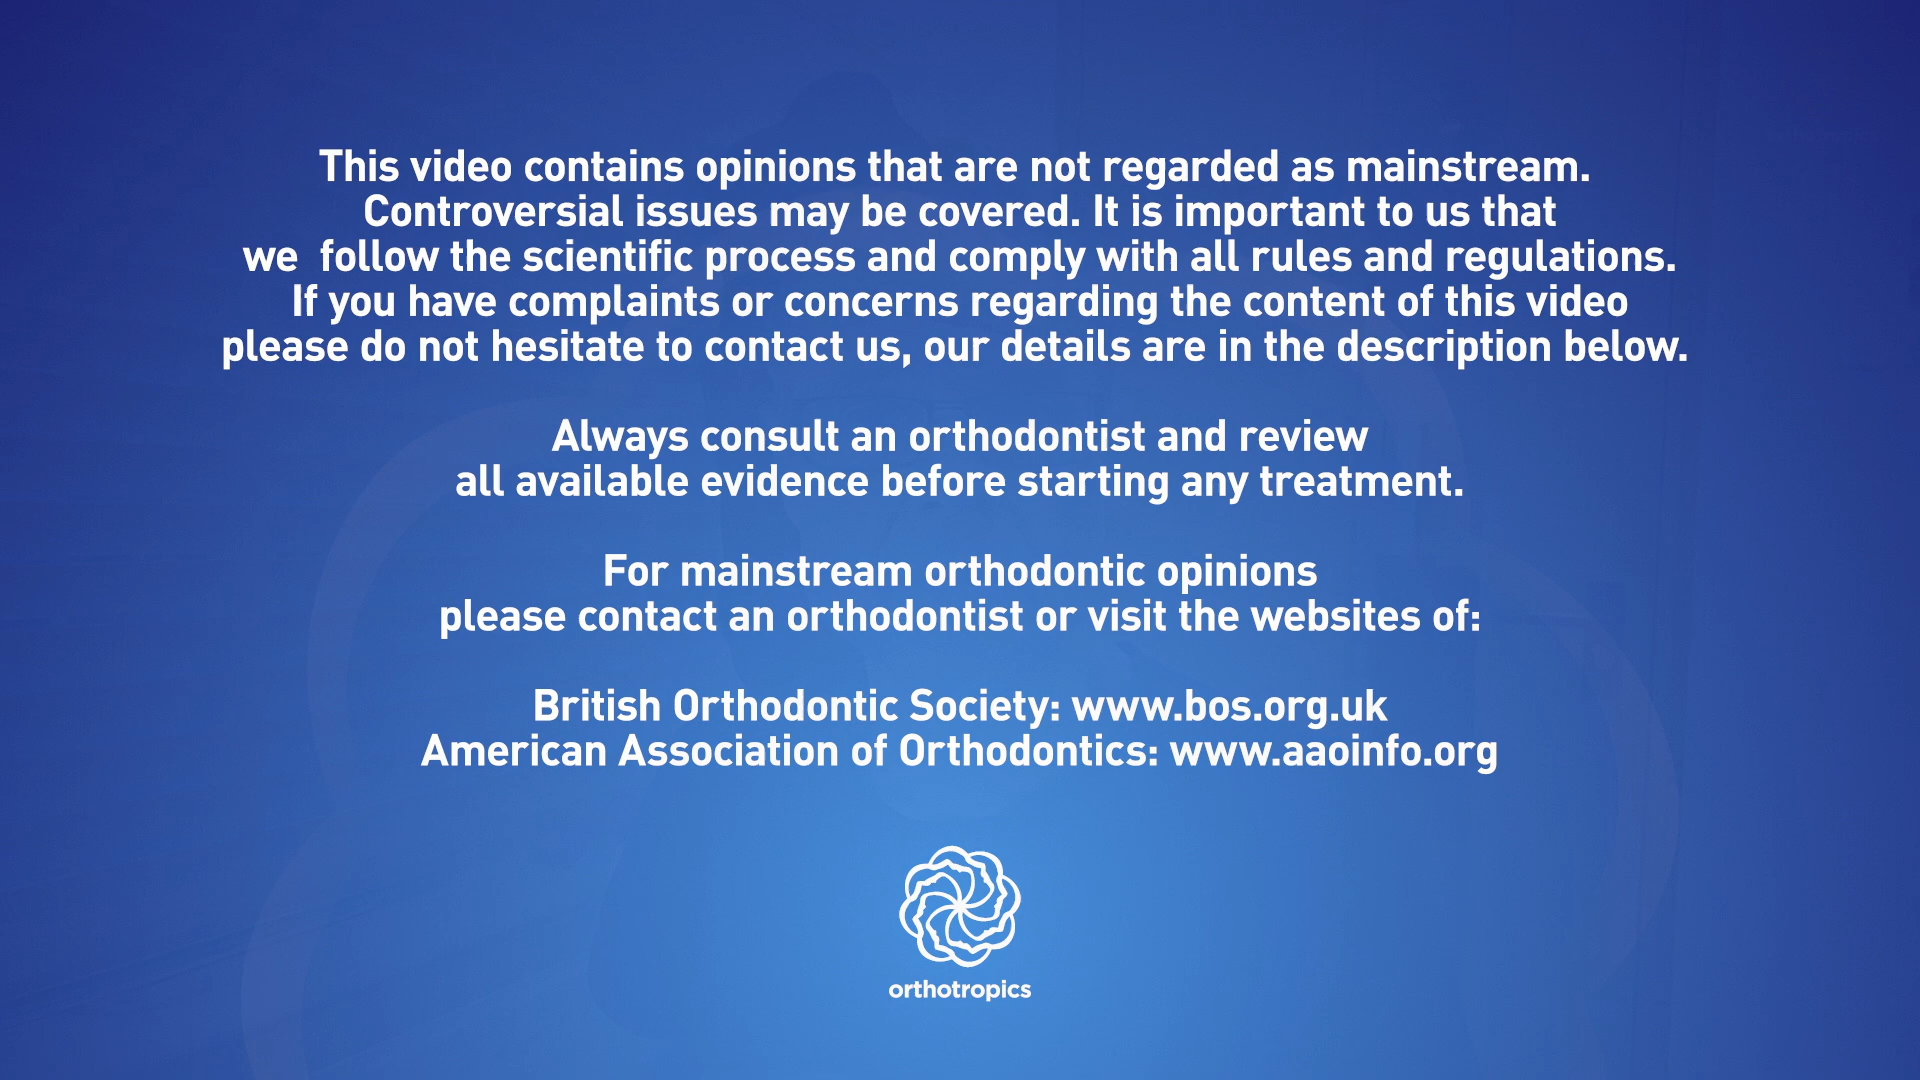 This video contains opinions that are not regarded as mainstream.
Controversial issues may be covered. It is important to us that
we  follow the scientific process and comply with all rules and regulations.
If you have complaints or concerns regarding the content of this video
please do not hesitate to contact us, our details are in the description below.
Always consult an orthodontist and review
all available evidence before starting any treatment.
For mainstream orthodontic opinions
please contact an orthodontist or visit the websites of:
British Orthodontic Society: www.bos.org.uk
American Association of Orthodontics: www.aaoinfo.org
orthotropics